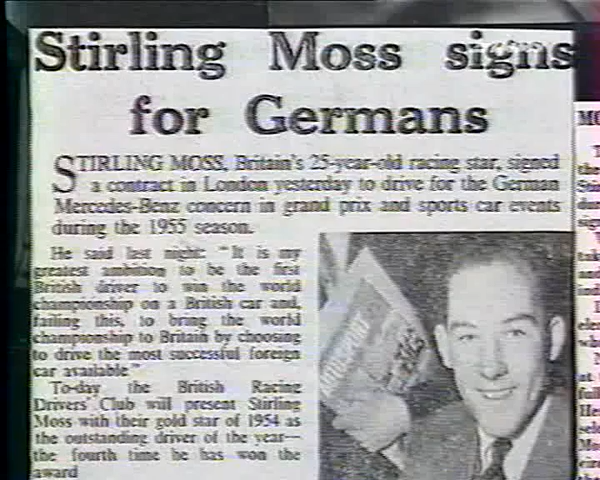 Stirling Moss signs
for Germans
STIRLING MOSS, Britain's 25-year-old racing star, signed
a contract in London yesterday to drive for the German
Mercedes-Benz concern in grand prix and sports car events
during the 1955 season.
He said last night: "It is my
greatest ambition to be the first
British driver to win the world
championship on a British car and,
failing this, to bring the world
championship to Britain by choosing
to drive the most successful foreign
car available"
To-day the British Racing
Drivers' Club will present Stirling
Moss with their gold star of 1954 as
the outstanding driver of the year—
the fourth time he has won the
award